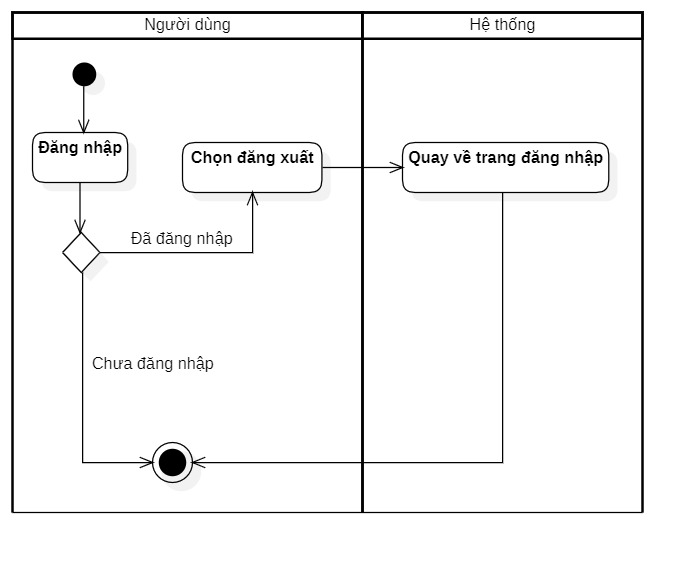 Người dùng
Hệ thống
Đăng nhập
Chọn đăng xuất
Quay về trang đăng nhập
Đã đăng nhập
Chưa đăng nhập